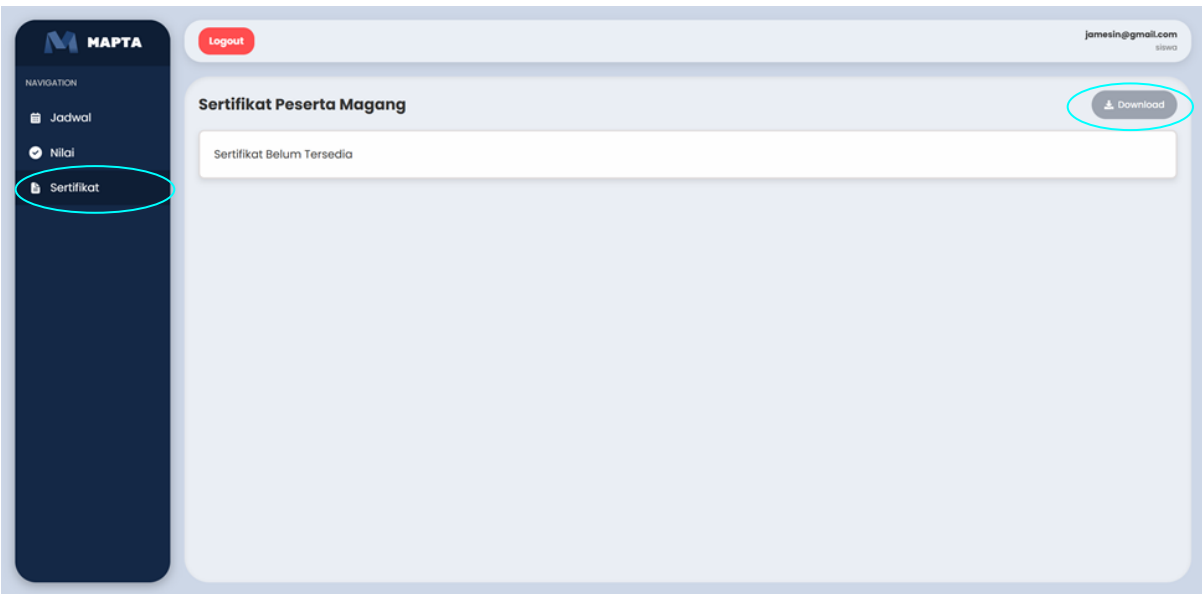 MAPTA
NAVIGATION
Jadwal
Nilai
Sertifikat
Logout
jamesin@gmail.com
siswa
Sertifikat Peserta Magang
Download
Sertifikat Belum Tersedia